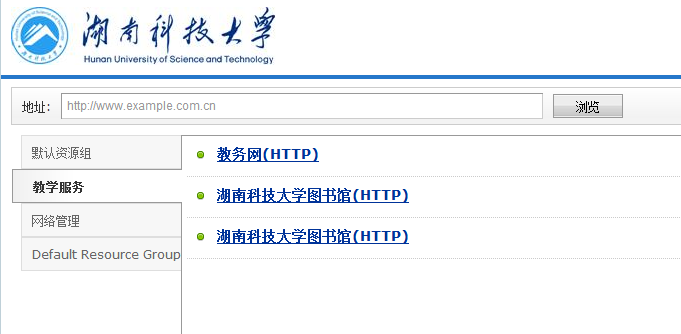 湖南科技大学
Hunan University of Science and Technology
地址: http://www.example.com.cn 浏览
默认资源组
教学服务
网络管理
Default Resource Group
教务网(HTTP)
湖南科技大学图书馆(HTTP)
湖南科技大学图书馆(HTTP)